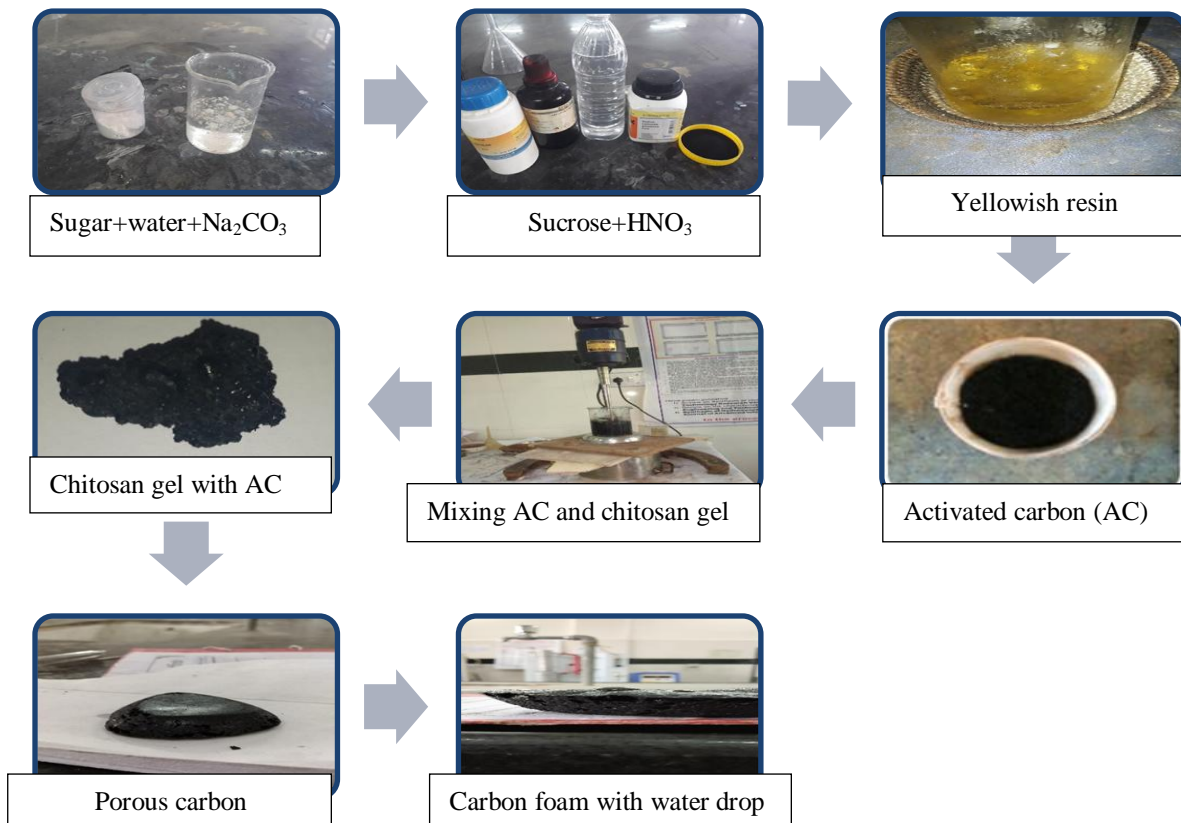 Sugar+water+Na₂CO₃
Sucrose+HNO₃
Yellowish resin
Activated carbon (AC)
Mixing AC and chitosan gel
Chitosan gel with AC
Porous carbon
Carbon foam with water drop